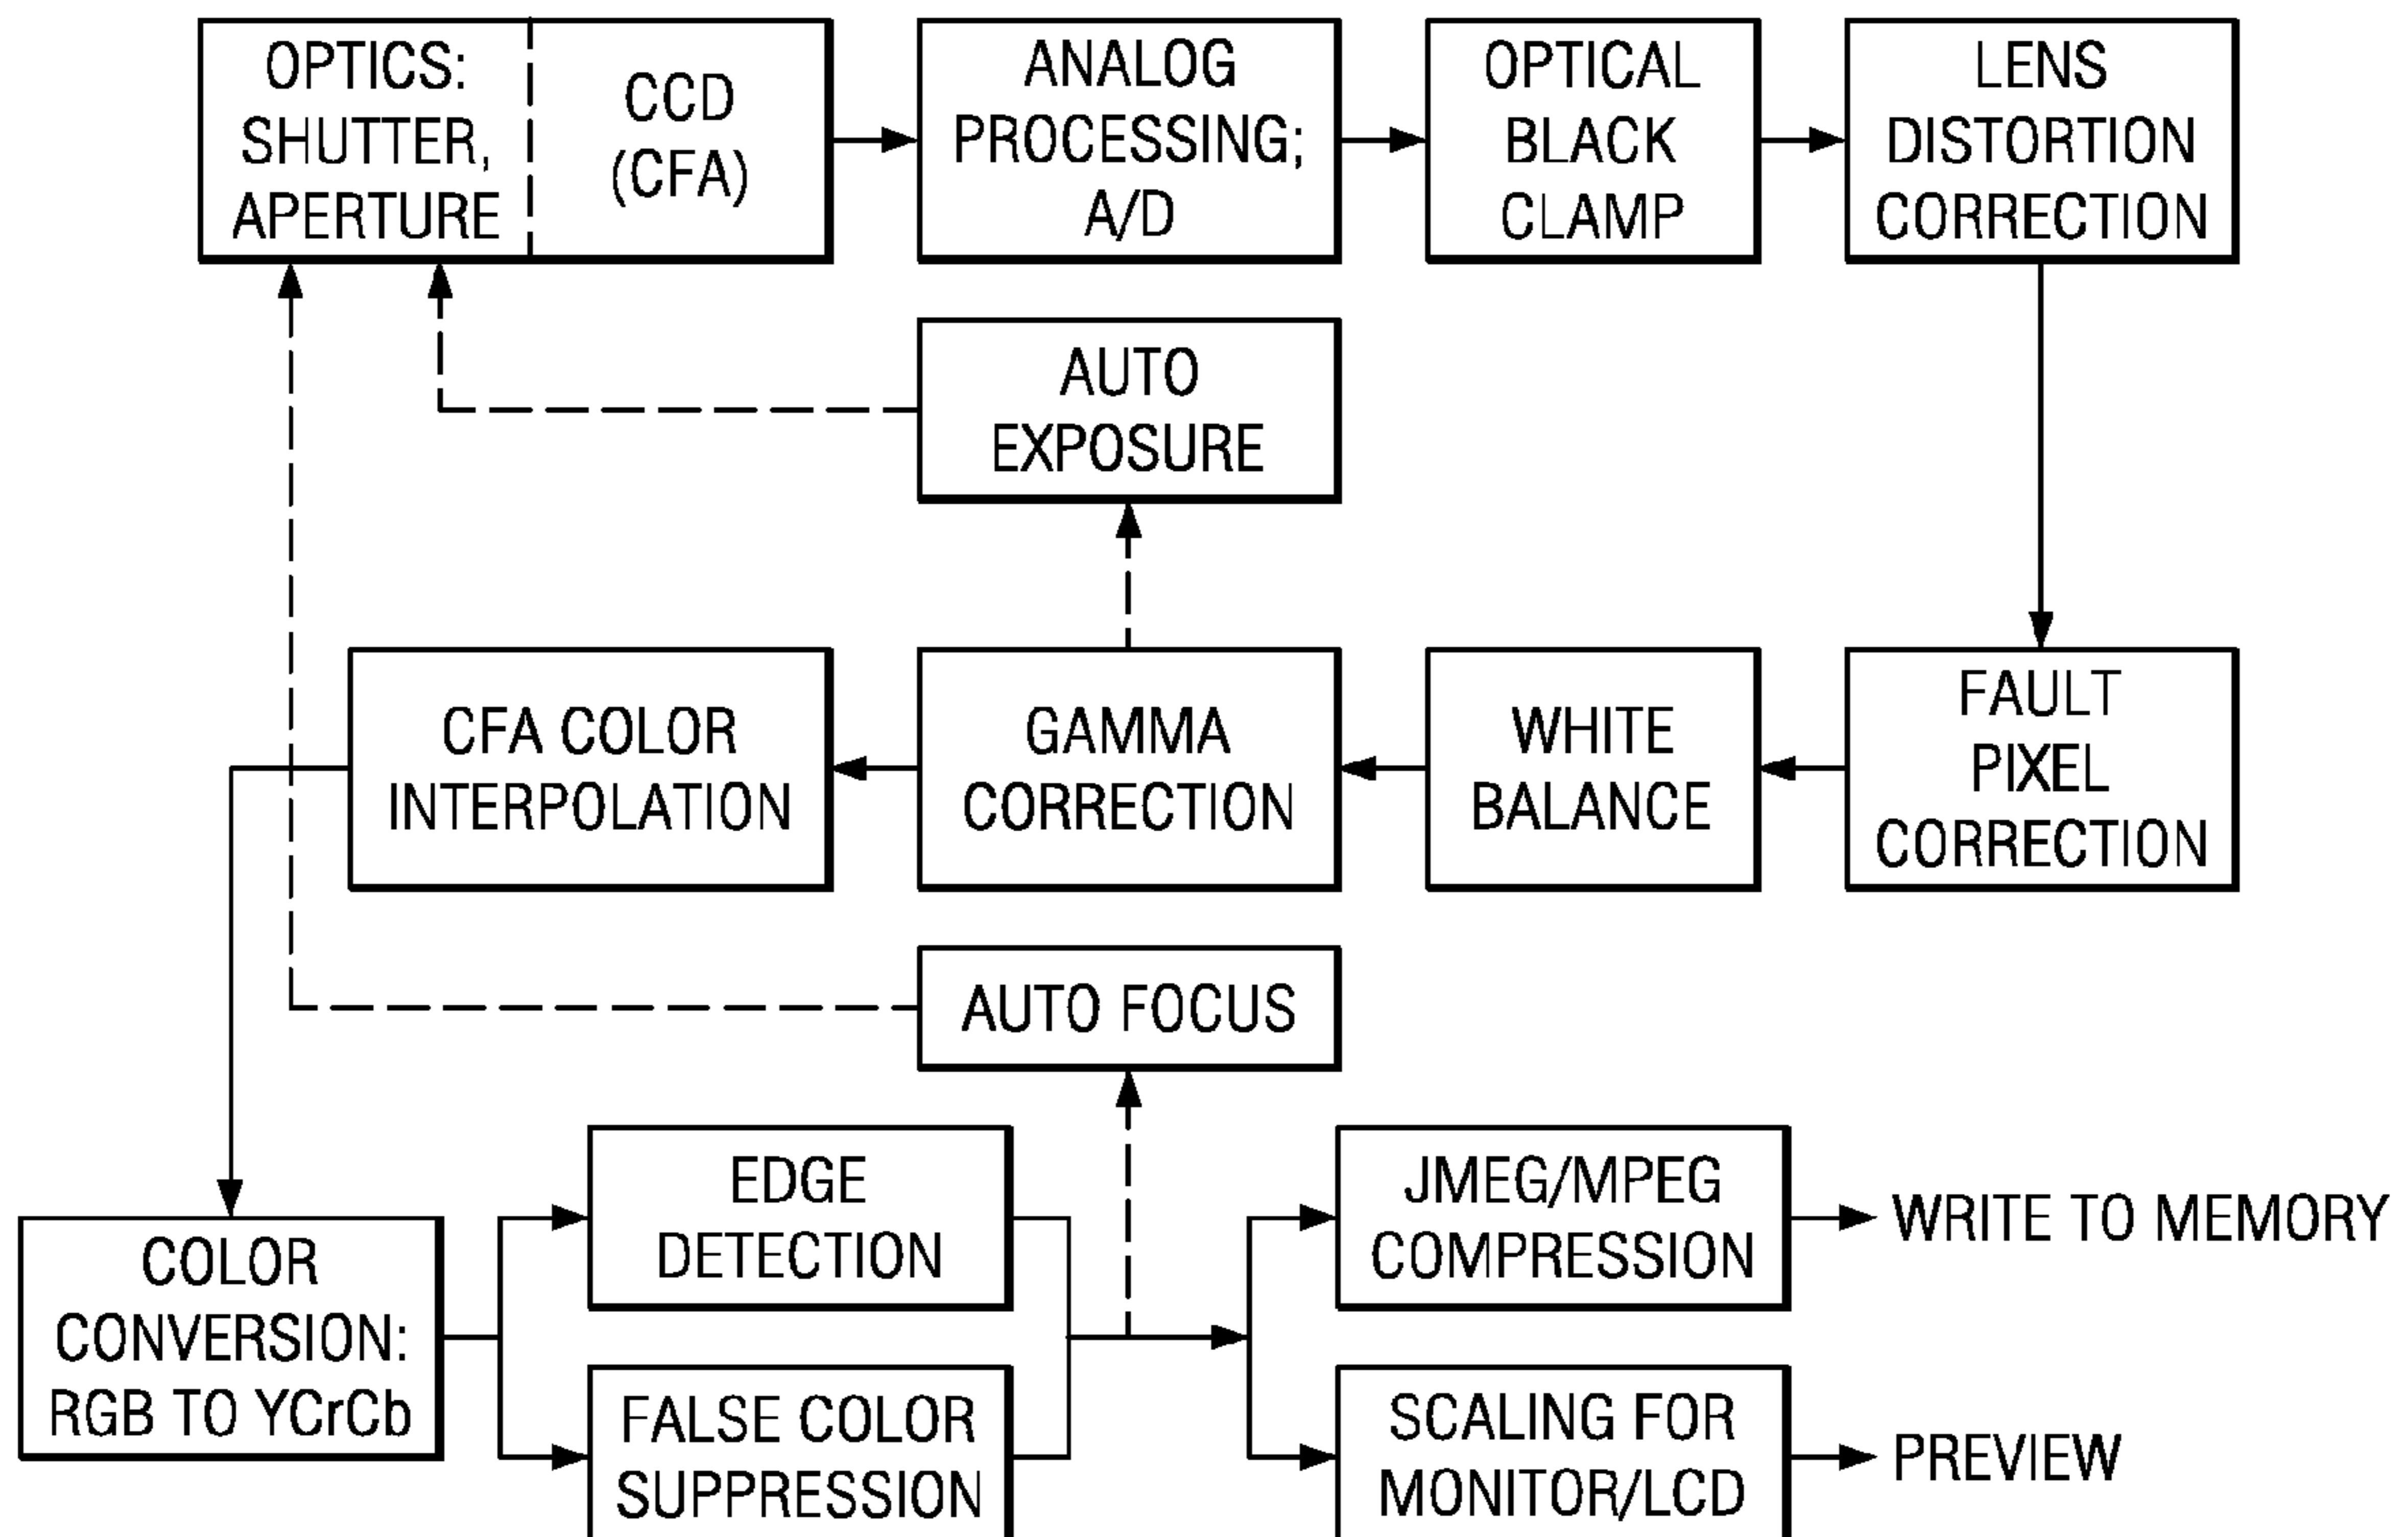 OPTICS:
SHUTTER,
APERTURE
CCD
(CFA)
ANALOG
PROCESSING;
A/D
OPTICAL
BLACK
CLAMP
LENS
DISTORTION
CORRECTION
AUTO
EXPOSURE
CFA COLOR
INTERPOLATION
GAMMA
CORRECTION
WHITE
BALANCE
FAULT
PIXEL
CORRECTION
AUTO FOCUS
COLOR
CONVERSION:
RGB TO YCrCb
EDGE
DETECTION
FALSE COLOR
SUPPRESSION
JMEG/MPEG
COMPRESSION
WRITE TO MEMORY
SCALING FOR
MONITOR/LCD
PREVIEW